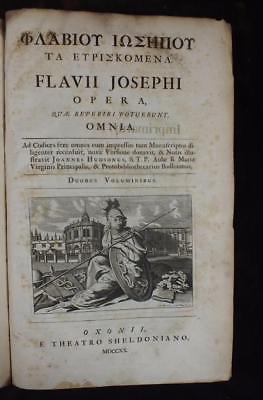 ΦΛΑΒΙΟΥ ΙΩΣΗΠΟΥ
ΤΑ ΕΥΡΙΣΚΟΜΕΝΑ.
FLAVII JOSEPHI
OPERA,
QUÆ REPERIRI POTUERUNT,
OMNIA.
Ad Codices fere omnes cum impressos tum Manuscriptos di-
ligenter recensuit, nova Versione donavit, & Notis illu-
stravit JOANNES HUDSONUS, S. T. P. Aulæ B. Mariæ
Virginis Principalis, & Protobibliothecarius Bodleianus.
DUOBUS VOLUMINIBUS.
OXONII,
E THEATRO SHELDONIANO,
MDCCXX.